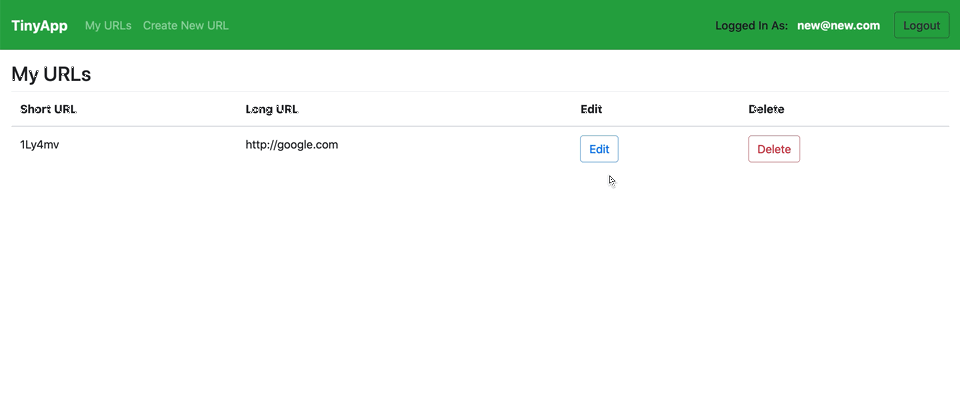 TinyApp My URLs Create New URL Logged In As: new@new.com Logout
My URLs
Short URL Long URL Edit Delete
1Ly4mv http://google.com Edit Delete